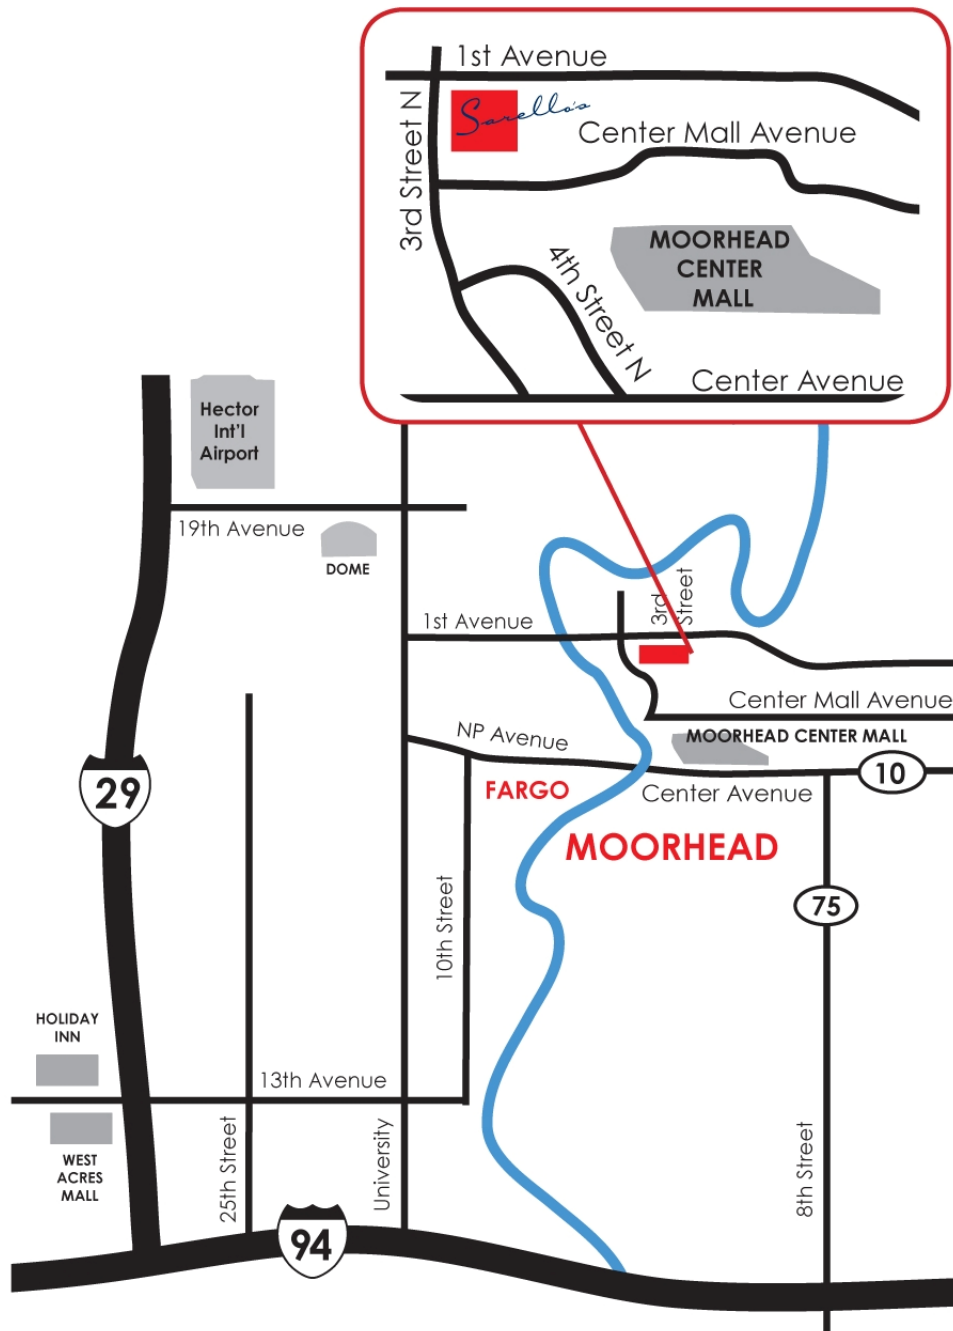 1st Avenue
3rd Street N
Sarello's
Center Mall Avenue
MOORHEAD
CENTER
MALL
4th Street N
Center Avenue
Hector
Int'l
Airport
19th Avenue
DOME
3rd
Street
1st Avenue
Center Mall Avenue
NP Avenue
MOORHEAD CENTER MALL
10
29
FARGO
Center Avenue
MOORHEAD
75
10th Street
HOLIDAY
INN
13th Avenue
WEST
ACRES
MALL
25th Street
University
8th Street
94